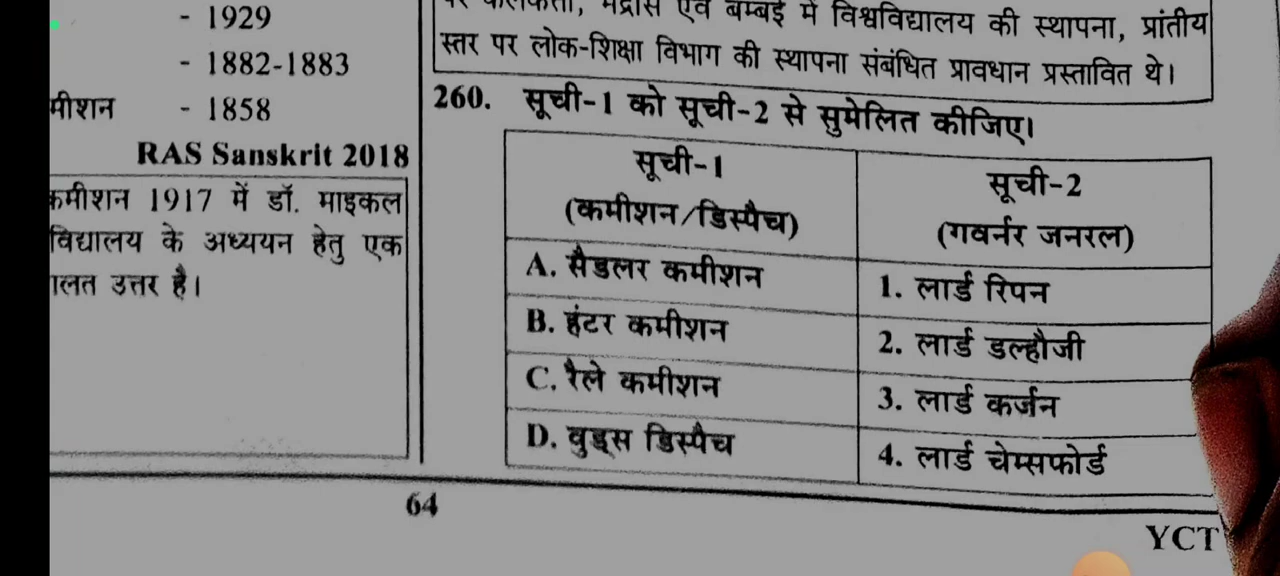 - 1929
- 1882-1883
मीशन - 1858
RAS Sanskrit 2018
कमीशन 1917 में डॉ. माइकल
विद्यालय के अध्ययन हेतु एक
लत उत्तर है।
पर कलकत्ता, मद्रास एवं बम्बई में विश्वविद्यालय की स्थापना, प्रांतीय
स्तर पर लोक-शिक्षा विभाग की स्थापना संबंधित प्रावधान प्रस्तावित थे।
260. सूची-1 को सूची-2 से सुमेलित कीजिए।
सूची-1
(कमीशन/डिस्पैच)
सूची-2
(गवर्नर जनरल)
A. सैडलर कमीशन
1. लार्ड रिपन
B. हंटर कमीशन
2. लार्ड डल्हौजी
C. रैले कमीशन
3. लार्ड कर्जन
D. वुड्स डिस्पैच
4. लार्ड चेम्सफोर्ड
64
YCT